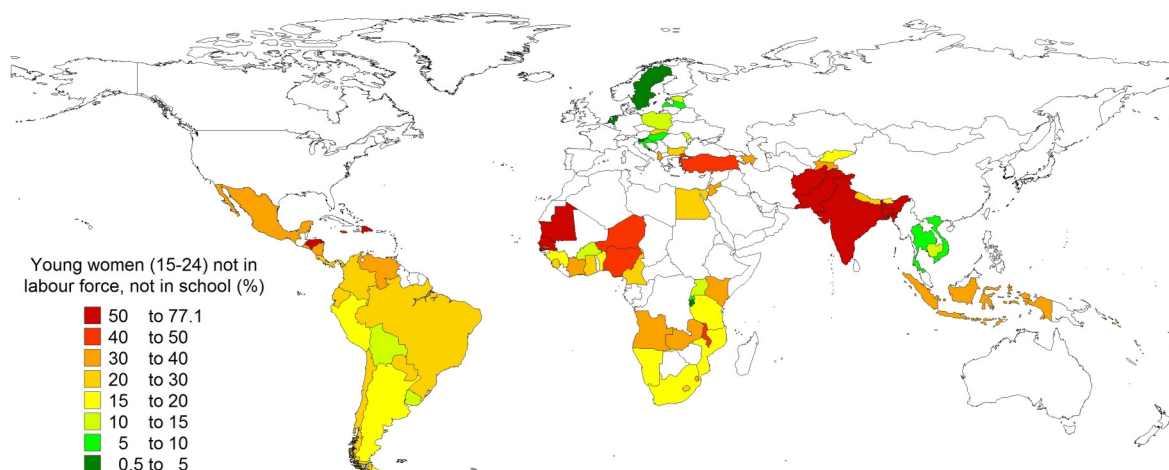 Young women (15-24) not in
labour force, not in school (%)
50 to 77.1
40 to 50
30 to 40
20 to 30
15 to 20
10 to 15
5 to 10
0.5 to 5